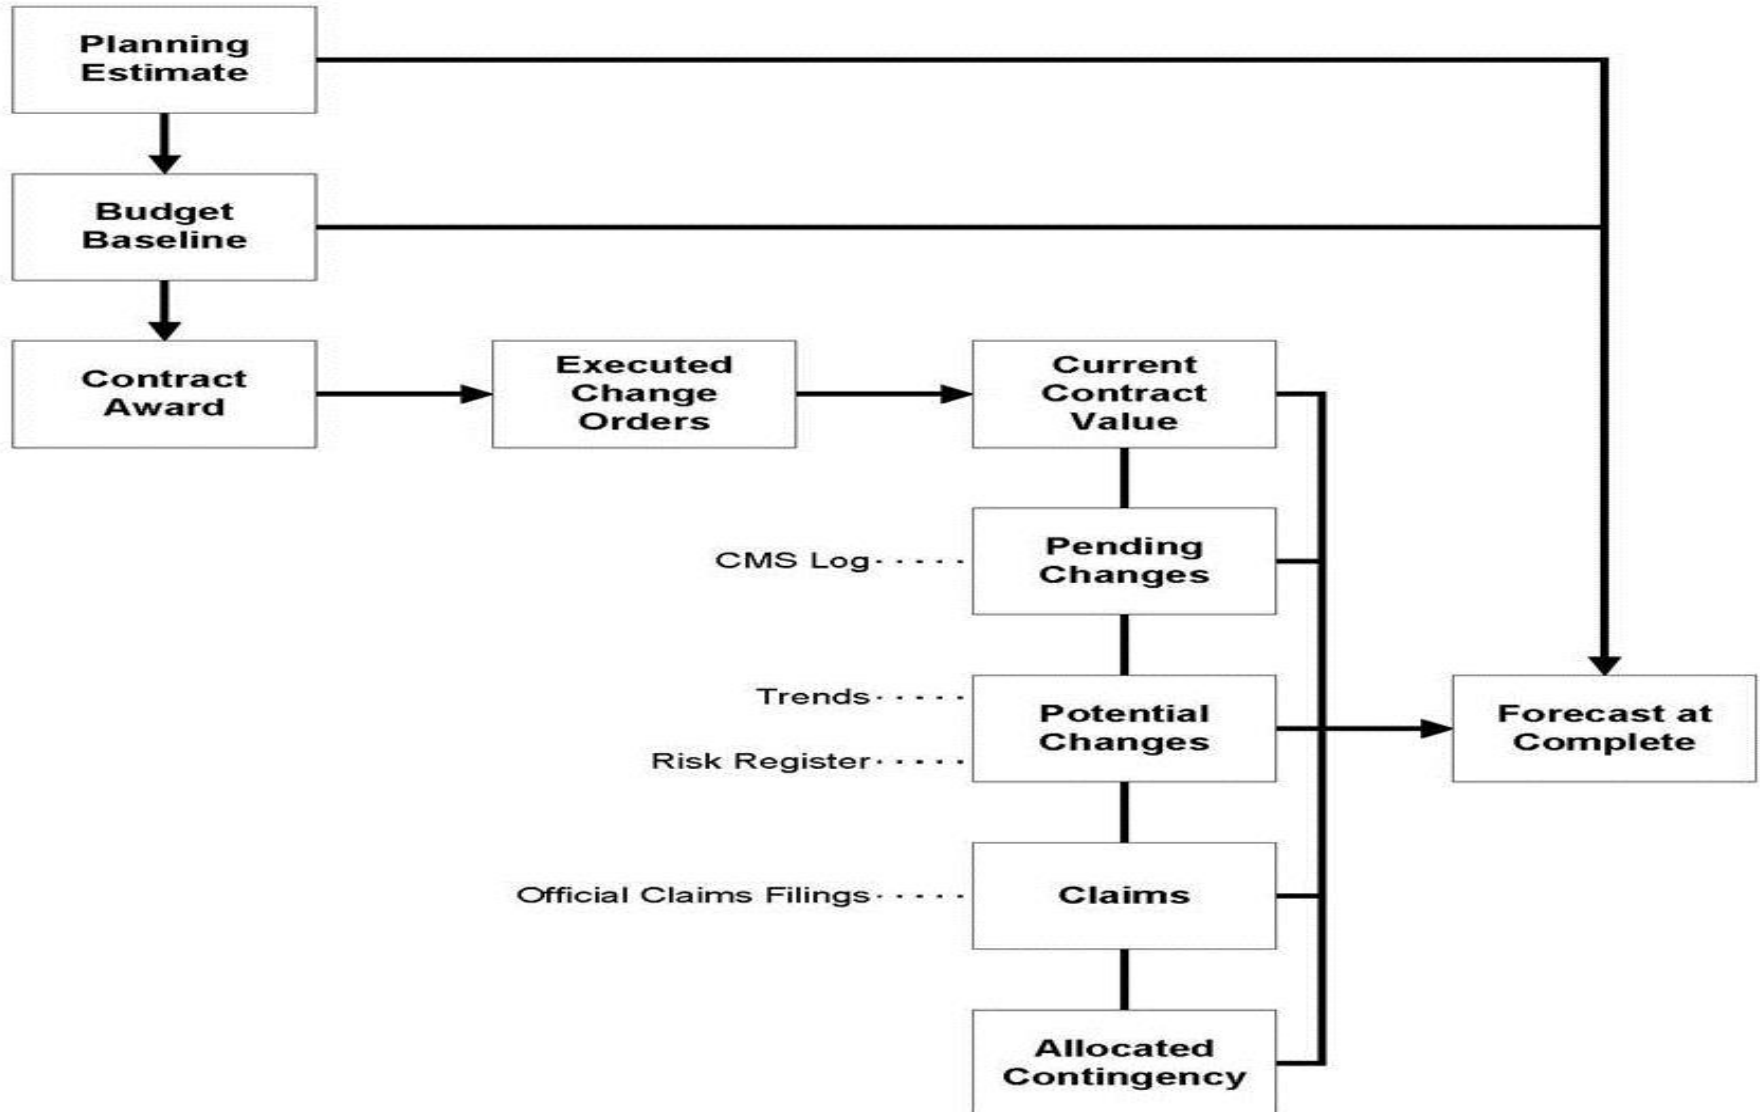 Planning
Estimate
Budget
Baseline
Contract
Award
Executed
Change
Orders
Current
Contract
Value
CMS Log
Pending
Changes
Trends
Risk Register
Potential
Changes
Forecast at
Complete
Official Claims Filings
Claims
Allocated
Contingency